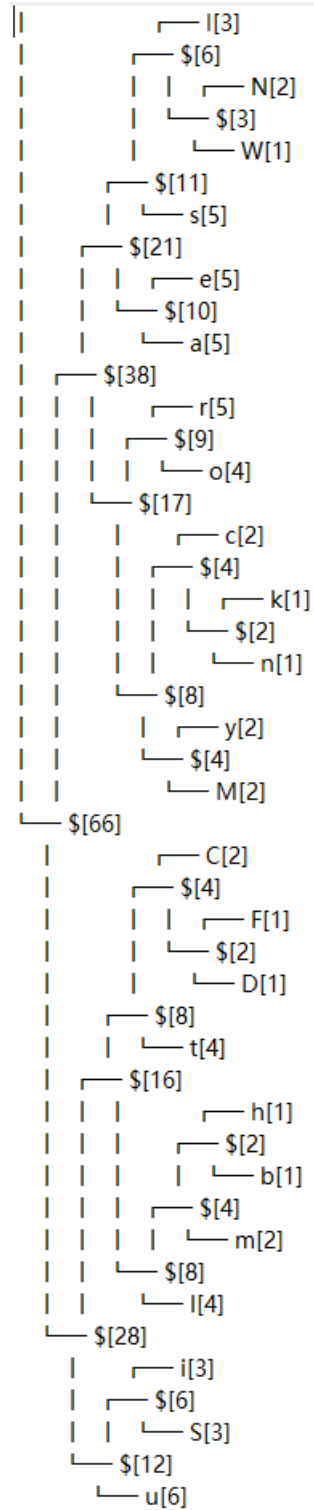 l[3]
$[6]
N[2]
$[3]
W[1]
$[11]
s[5]
$[21]
e[5]
$[10]
a[5]
$[38]
r[5]
$[9]
o[4]
$[17]
c[2]
$[4]
k[1]
$[2]
n[1]
$[8]
y[2]
$[4]
M[2]
$[66]
C[2]
$[4]
F[1]
$[2]
D[1]
$[8]
t[4]
$[16]
h[1]
$[2]
b[1]
$[4]
m[2]
$[8]
I[4]
$[28]
i[3]
$[6]
S[3]
$[12]
u[6]